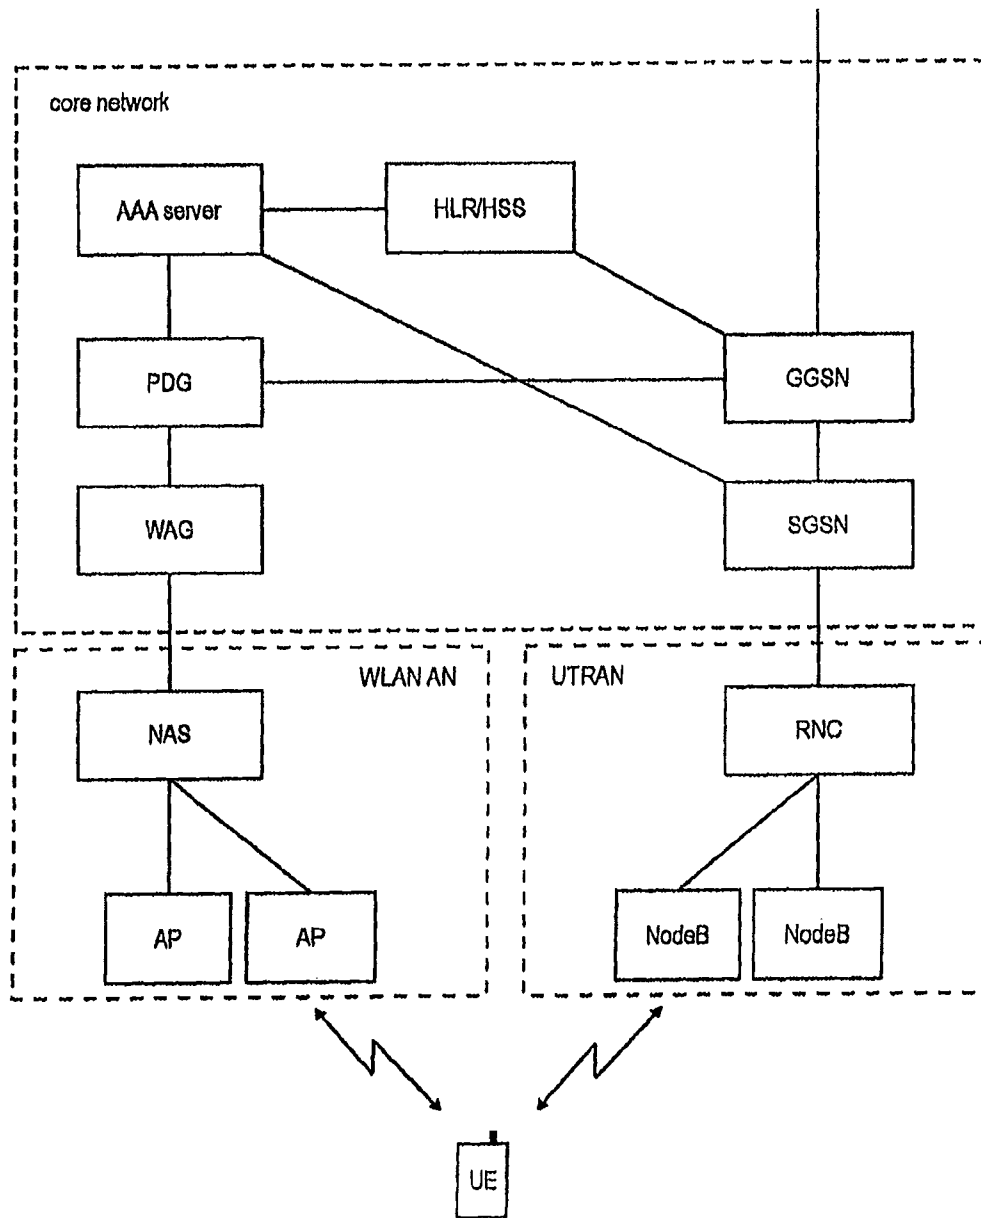 core network
AAA server
HLR/HSS
PDG
GGSN
WAG
SGSN
WLAN AN
UTRAN
NAS
RNC
AP
AP
NodeB
NodeB
UE